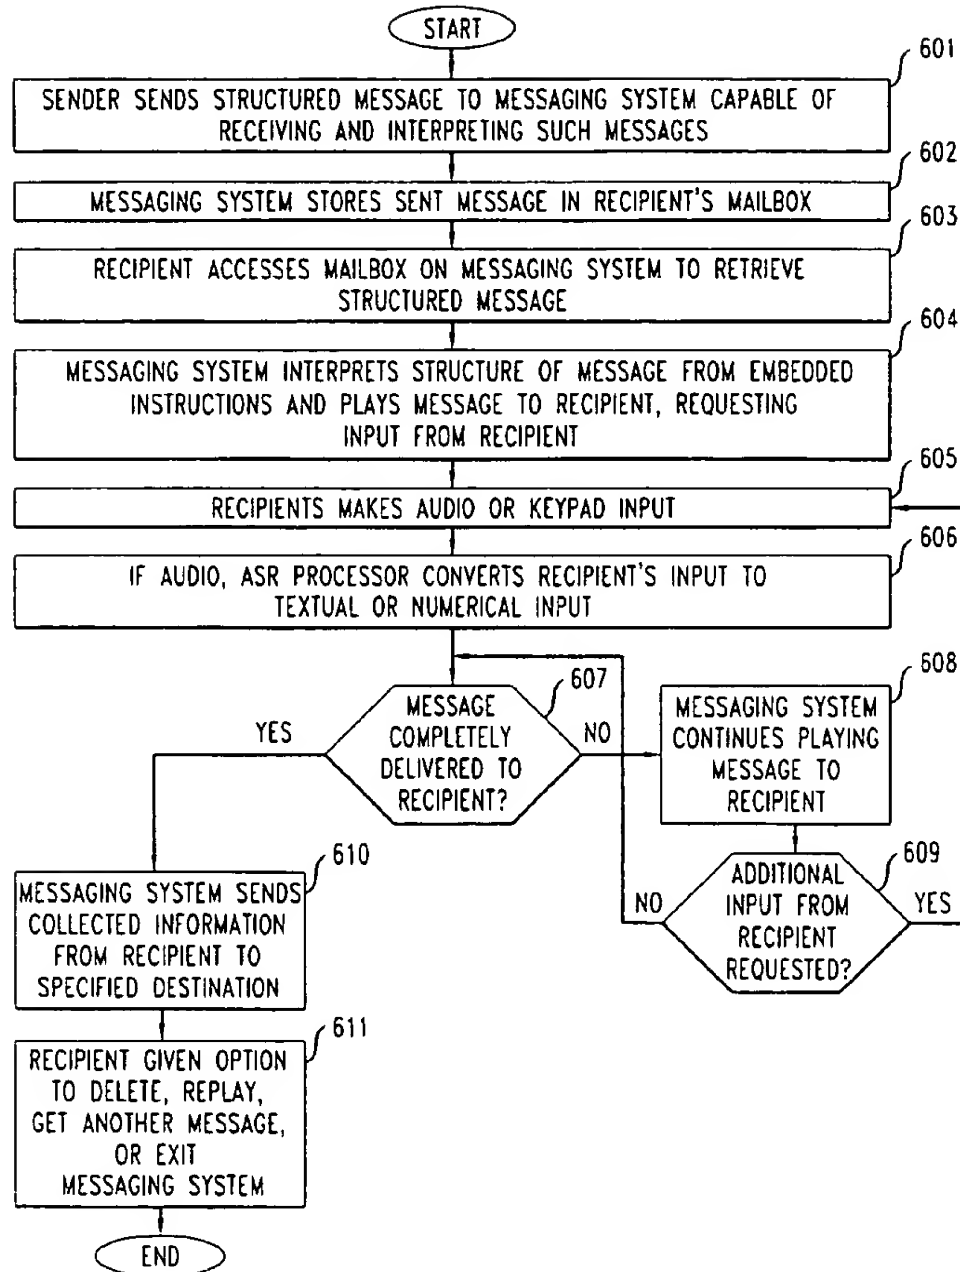 START
601
SENDER SENDS STRUCTURED MESSAGE TO MESSAGING SYSTEM CAPABLE OF
RECEIVING AND INTERPRETING SUCH MESSAGES
602
MESSAGING SYSTEM STORES SENT MESSAGE IN RECIPIENT'S MAILBOX
603
RECIPIENT ACCESSES MAILBOX ON MESSAGING SYSTEM TO RETRIEVE
STRUCTURED MESSAGE
604
MESSAGING SYSTEM INTERPRETS STRUCTURE OF MESSAGE FROM EMBEDDED
INSTRUCTIONS AND PLAYS MESSAGE TO RECIPIENT, REQUESTING
INPUT FROM RECIPIENT
605
RECIPIENTS MAKES AUDIO OR KEYPAD INPUT
606
IF AUDIO, ASR PROCESSOR CONVERTS RECIPIENT'S INPUT TO
TEXTUAL OR NUMERICAL INPUT
607
MESSAGE
COMPLETELY
DELIVERED TO
RECIPIENT?
YES
NO
608
MESSAGING SYSTEM
CONTINUES PLAYING
MESSAGE TO
RECIPIENT
609
ADDITIONAL
INPUT FROM
RECIPIENT
REQUESTED?
NO
YES
610
MESSAGING SYSTEM SENDS
COLLECTED INFORMATION
FROM RECIPIENT TO
SPECIFIED DESTINATION
611
RECIPIENT GIVEN OPTION
TO DELETE, REPLAY,
GET ANOTHER MESSAGE,
OR EXIT
MESSAGING SYSTEM
END